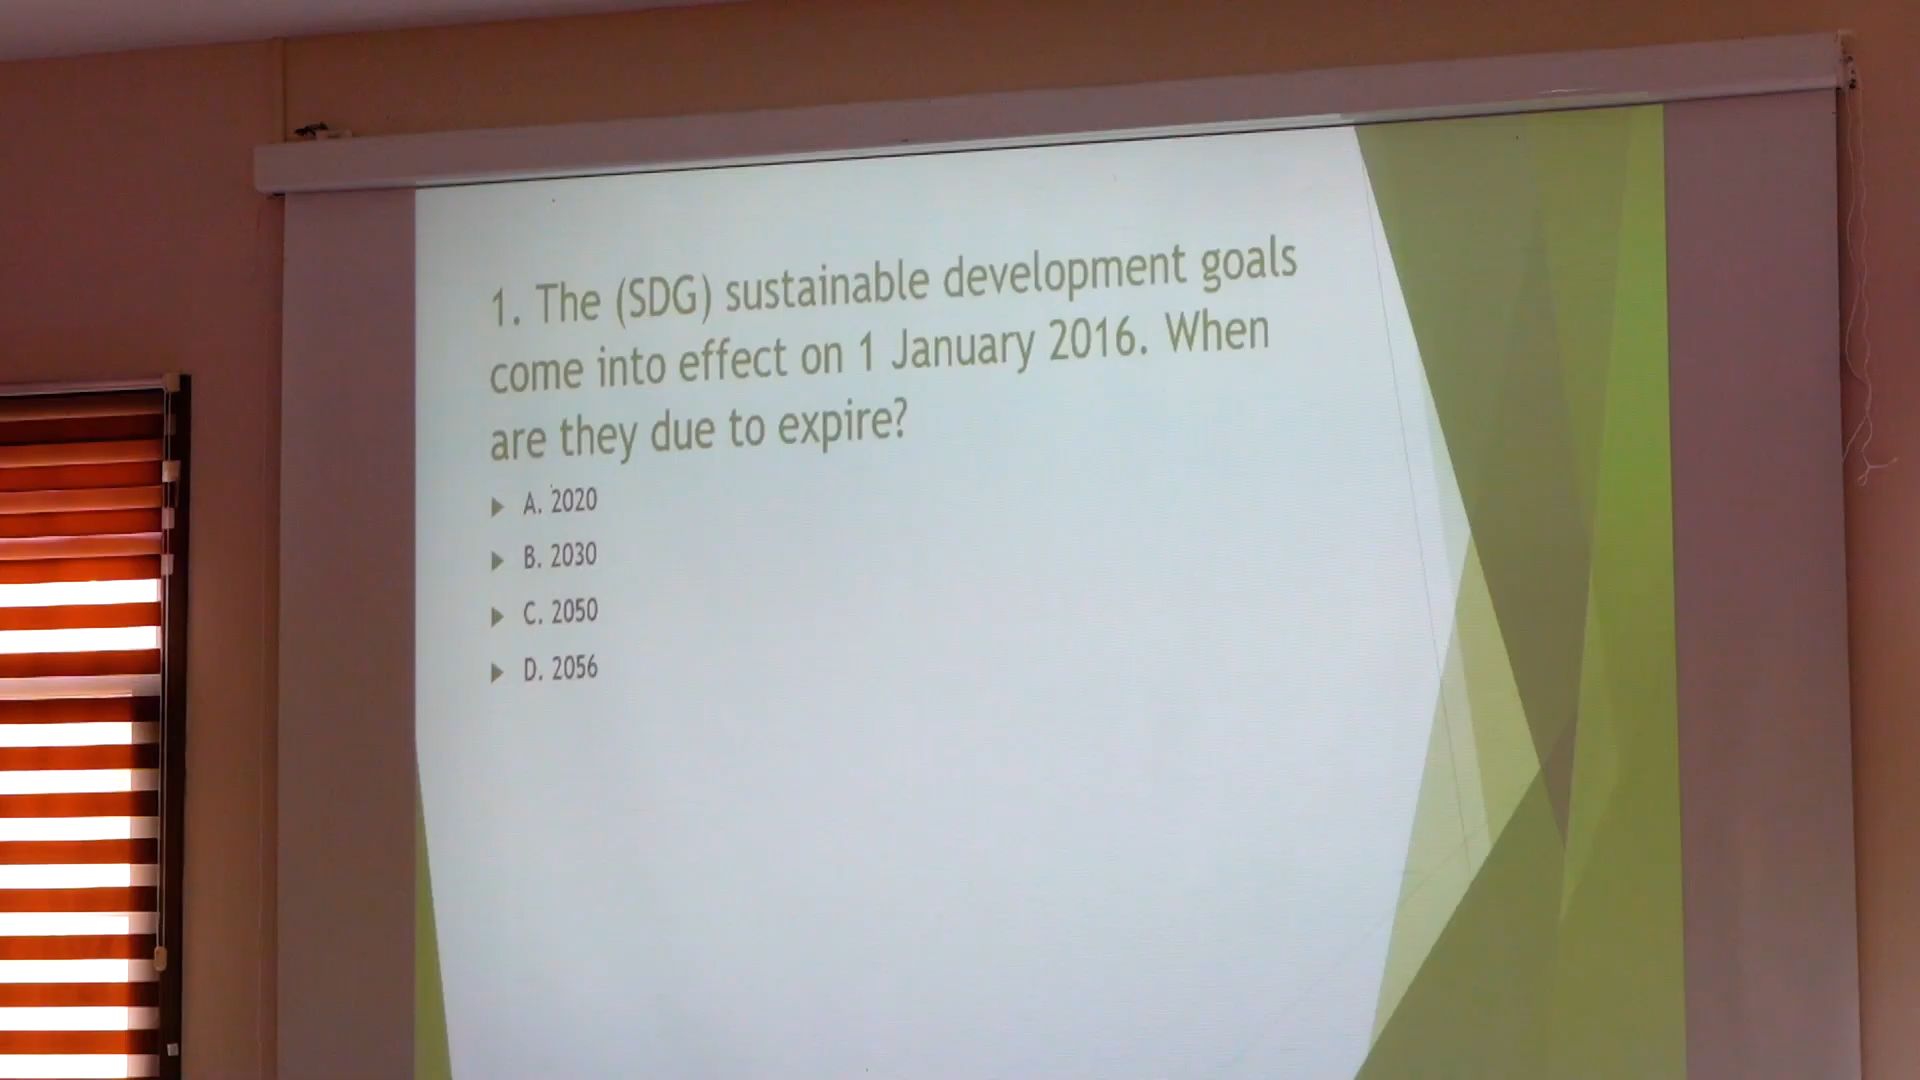 1. The (SDG) sustainable development goals
come into effect on 1 January 2016. When
are they due to expire?
A. 2020
B. 2030
C. 2050
D. 2056